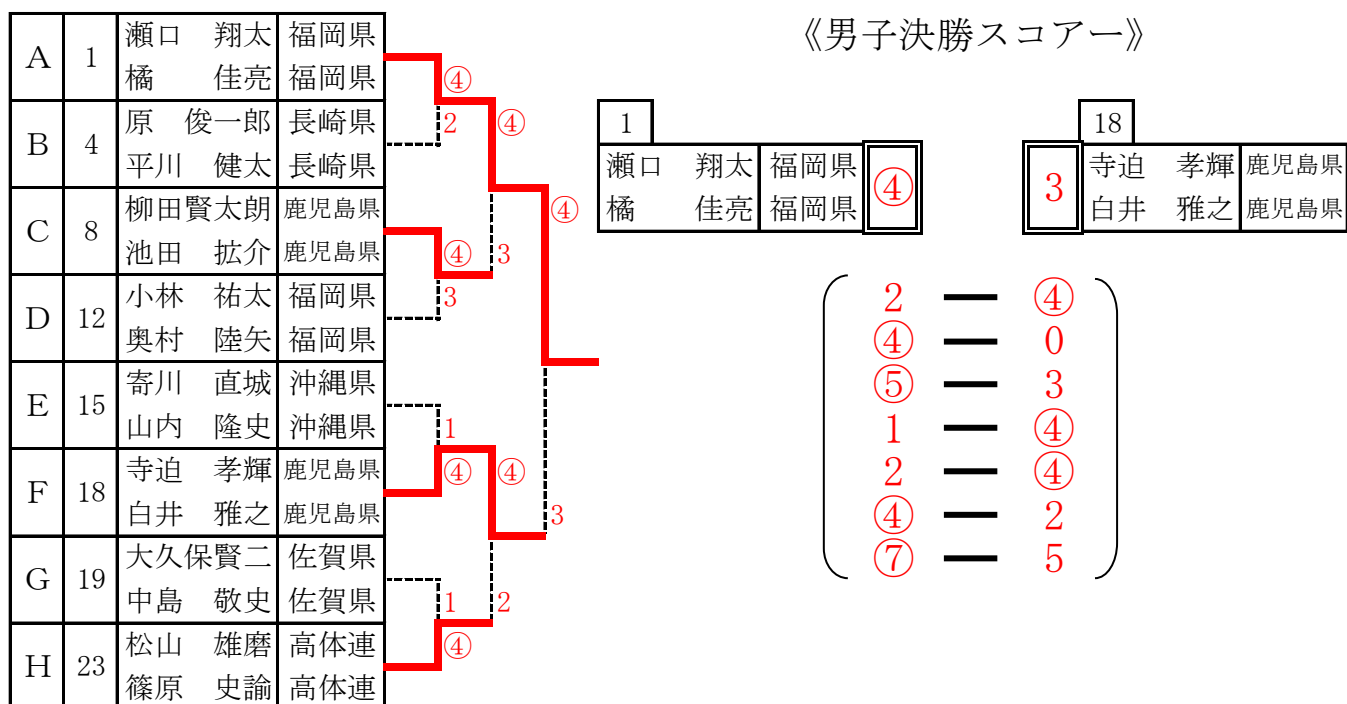 《男子決勝スコアー》
A 1 瀬口 翔太 福岡県
橘 佳亮 福岡県
④
B 4 原 俊一郎 長崎県
平川 健太 長崎県
2
④
C 8 柳田賢太朗 鹿児島県
池田 拡介 鹿児島県
④
3
④
D 12 小林 祐太 福岡県
奥村 陸矢 福岡県
3
E 15 寄川 直城 沖縄県
山内 隆史 沖縄県
1
F 18 寺迫 孝輝 鹿児島県
白井 雅之 鹿児島県
④
④
3
G 19 大久保賢二 佐賀県
中島 敬史 佐賀県
1
2
H 23 松山 雄磨 高体連
篠原 史諭 高体連
④
1
瀬口 翔太 福岡県
橘 佳亮 福岡県
④
18
3
寺迫 孝輝 鹿児島県
白井 雅之 鹿児島県
2 ー ④
④ ー 0
⑤ ー 3
1 ー ④
2 ー ④
④ ー 2
⑦ ー 5